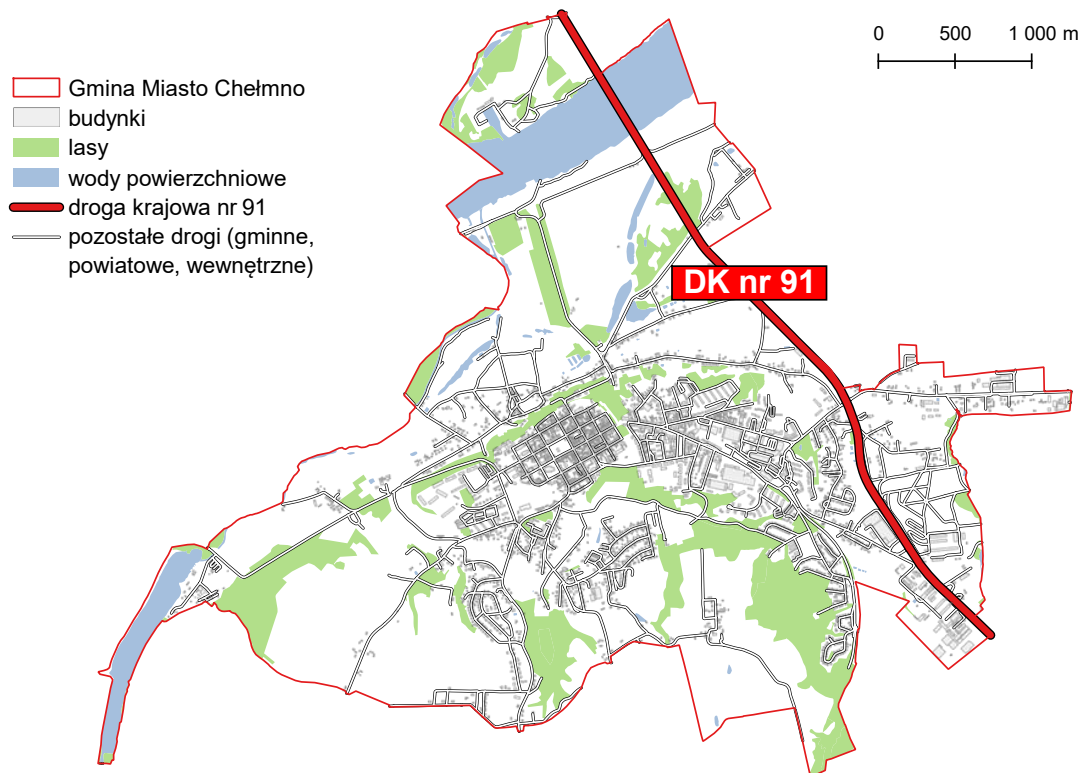 0 500 1 000 m
Gmina Miasto Chełmno
budynki
lasy
wody powierzchniowe
droga krajowa nr 91
pozostałe drogi (gminne,
powiatowe, wewnętrzne)
DK nr 91